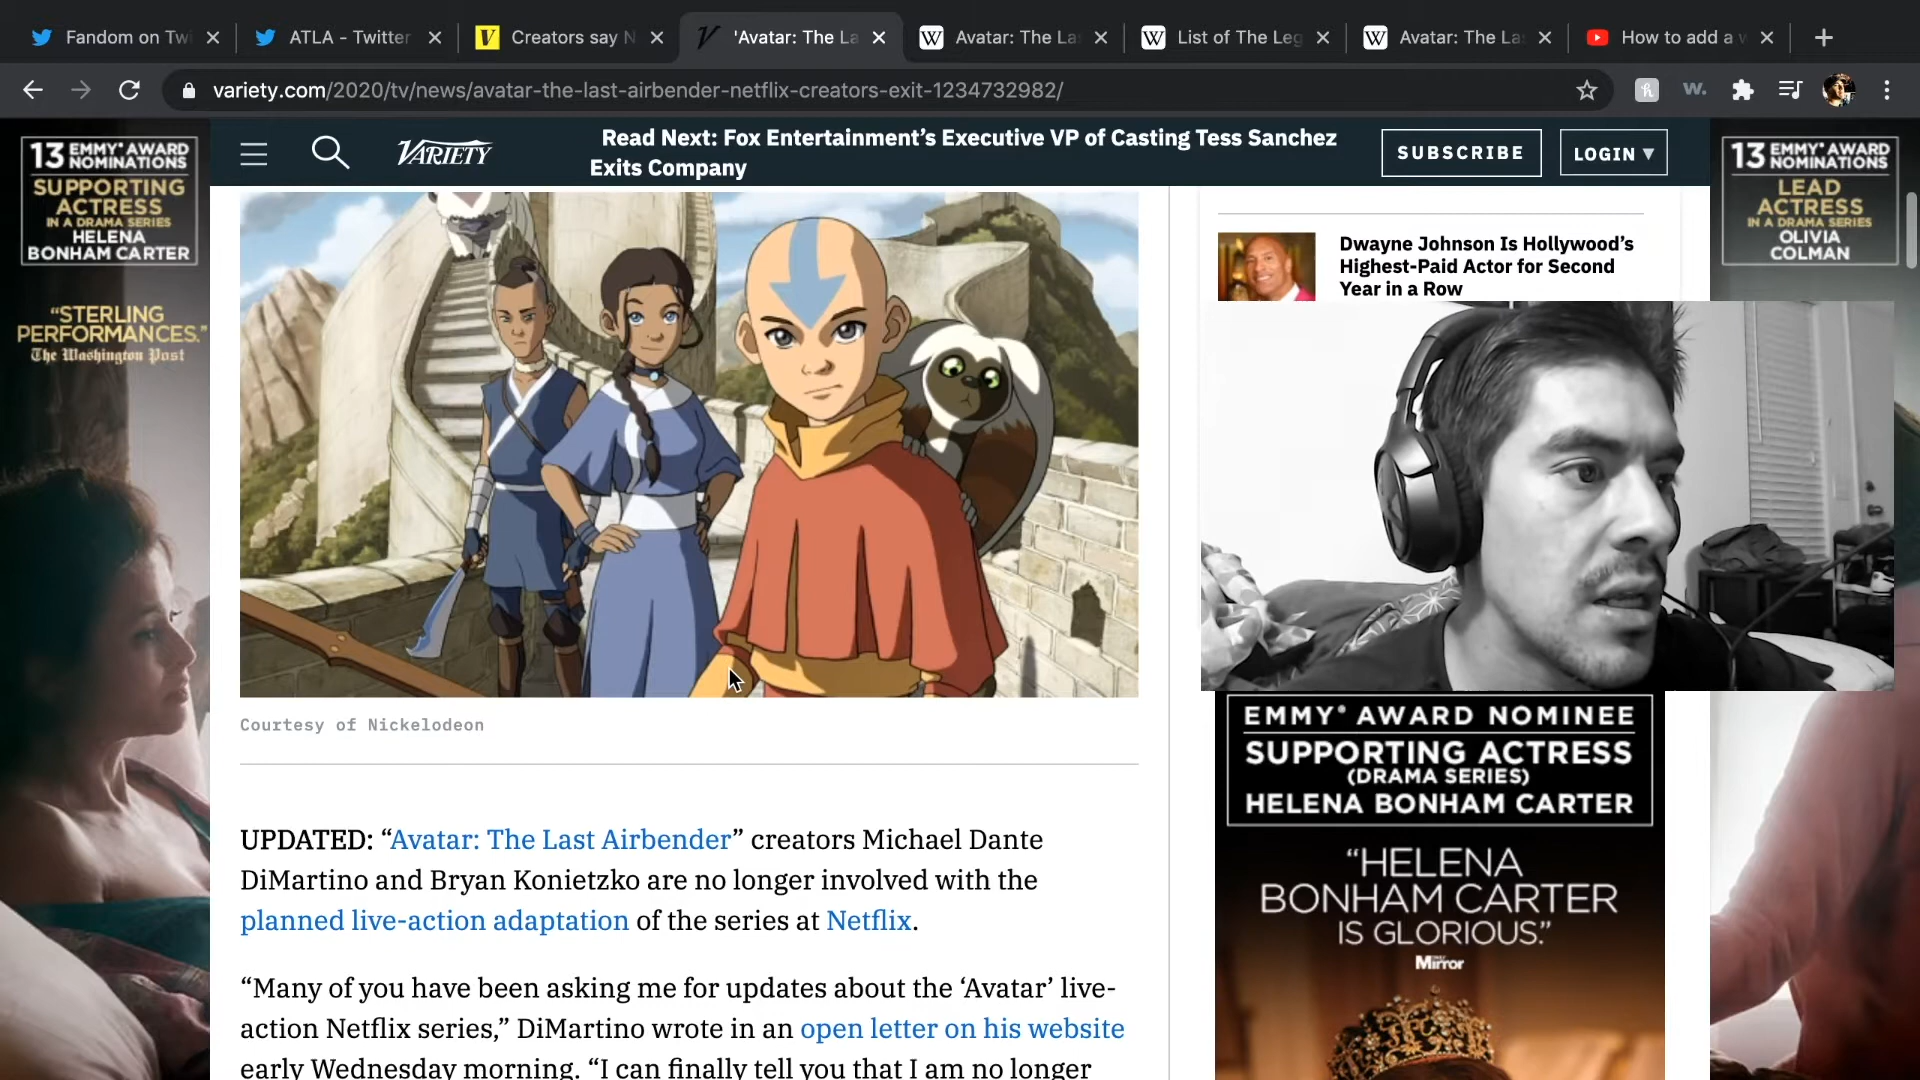 Fandom on Twi
ATLA - Twitter
Creators say N
'Avatar: The La
Avatar: The La
List of The Leg
Avatar: The La
How to add a v
variety.com/2020/tv/news/avatar-the-last-airbender-netflix-creators-exit-1234732982/
VARIETY
Read Next: Fox Entertainment’s Executive VP of Casting Tess Sanchez
Exits Company
SUBSCRIBE
LOGIN ▾
13 EMMY® AWARD
NOMINATIONS
SUPPORTING
ACTRESS
IN A DRAMA SERIES
HELENA
BONHAM CARTER
“STERLING
PERFORMANCES.”
The Washington Post
Courtesy of Nickelodeon
UPDATED: “Avatar: The Last Airbender” creators Michael Dante
DiMartino and Bryan Konietzko are no longer involved with the
planned live-action adaptation of the series at Netflix.
“Many of you have been asking me for updates about the ‘Avatar’ live-
action Netflix series,” DiMartino wrote in an open letter on his website
early Wednesday morning. “I can finally tell you that I am no longer
Dwayne Johnson Is Hollywood’s
Highest-Paid Actor for Second
Year in a Row
EMMY® AWARD NOMINEE
SUPPORTING ACTRESS
(DRAMA SERIES)
HELENA BONHAM CARTER
“HELENA
BONHAM CARTER
IS GLORIOUS.”
Mirror
13 EMMY® AWARD
NOMINATIONS
LEAD
ACTRESS
IN A DRAMA SERIES
OLIVIA
COLMAN